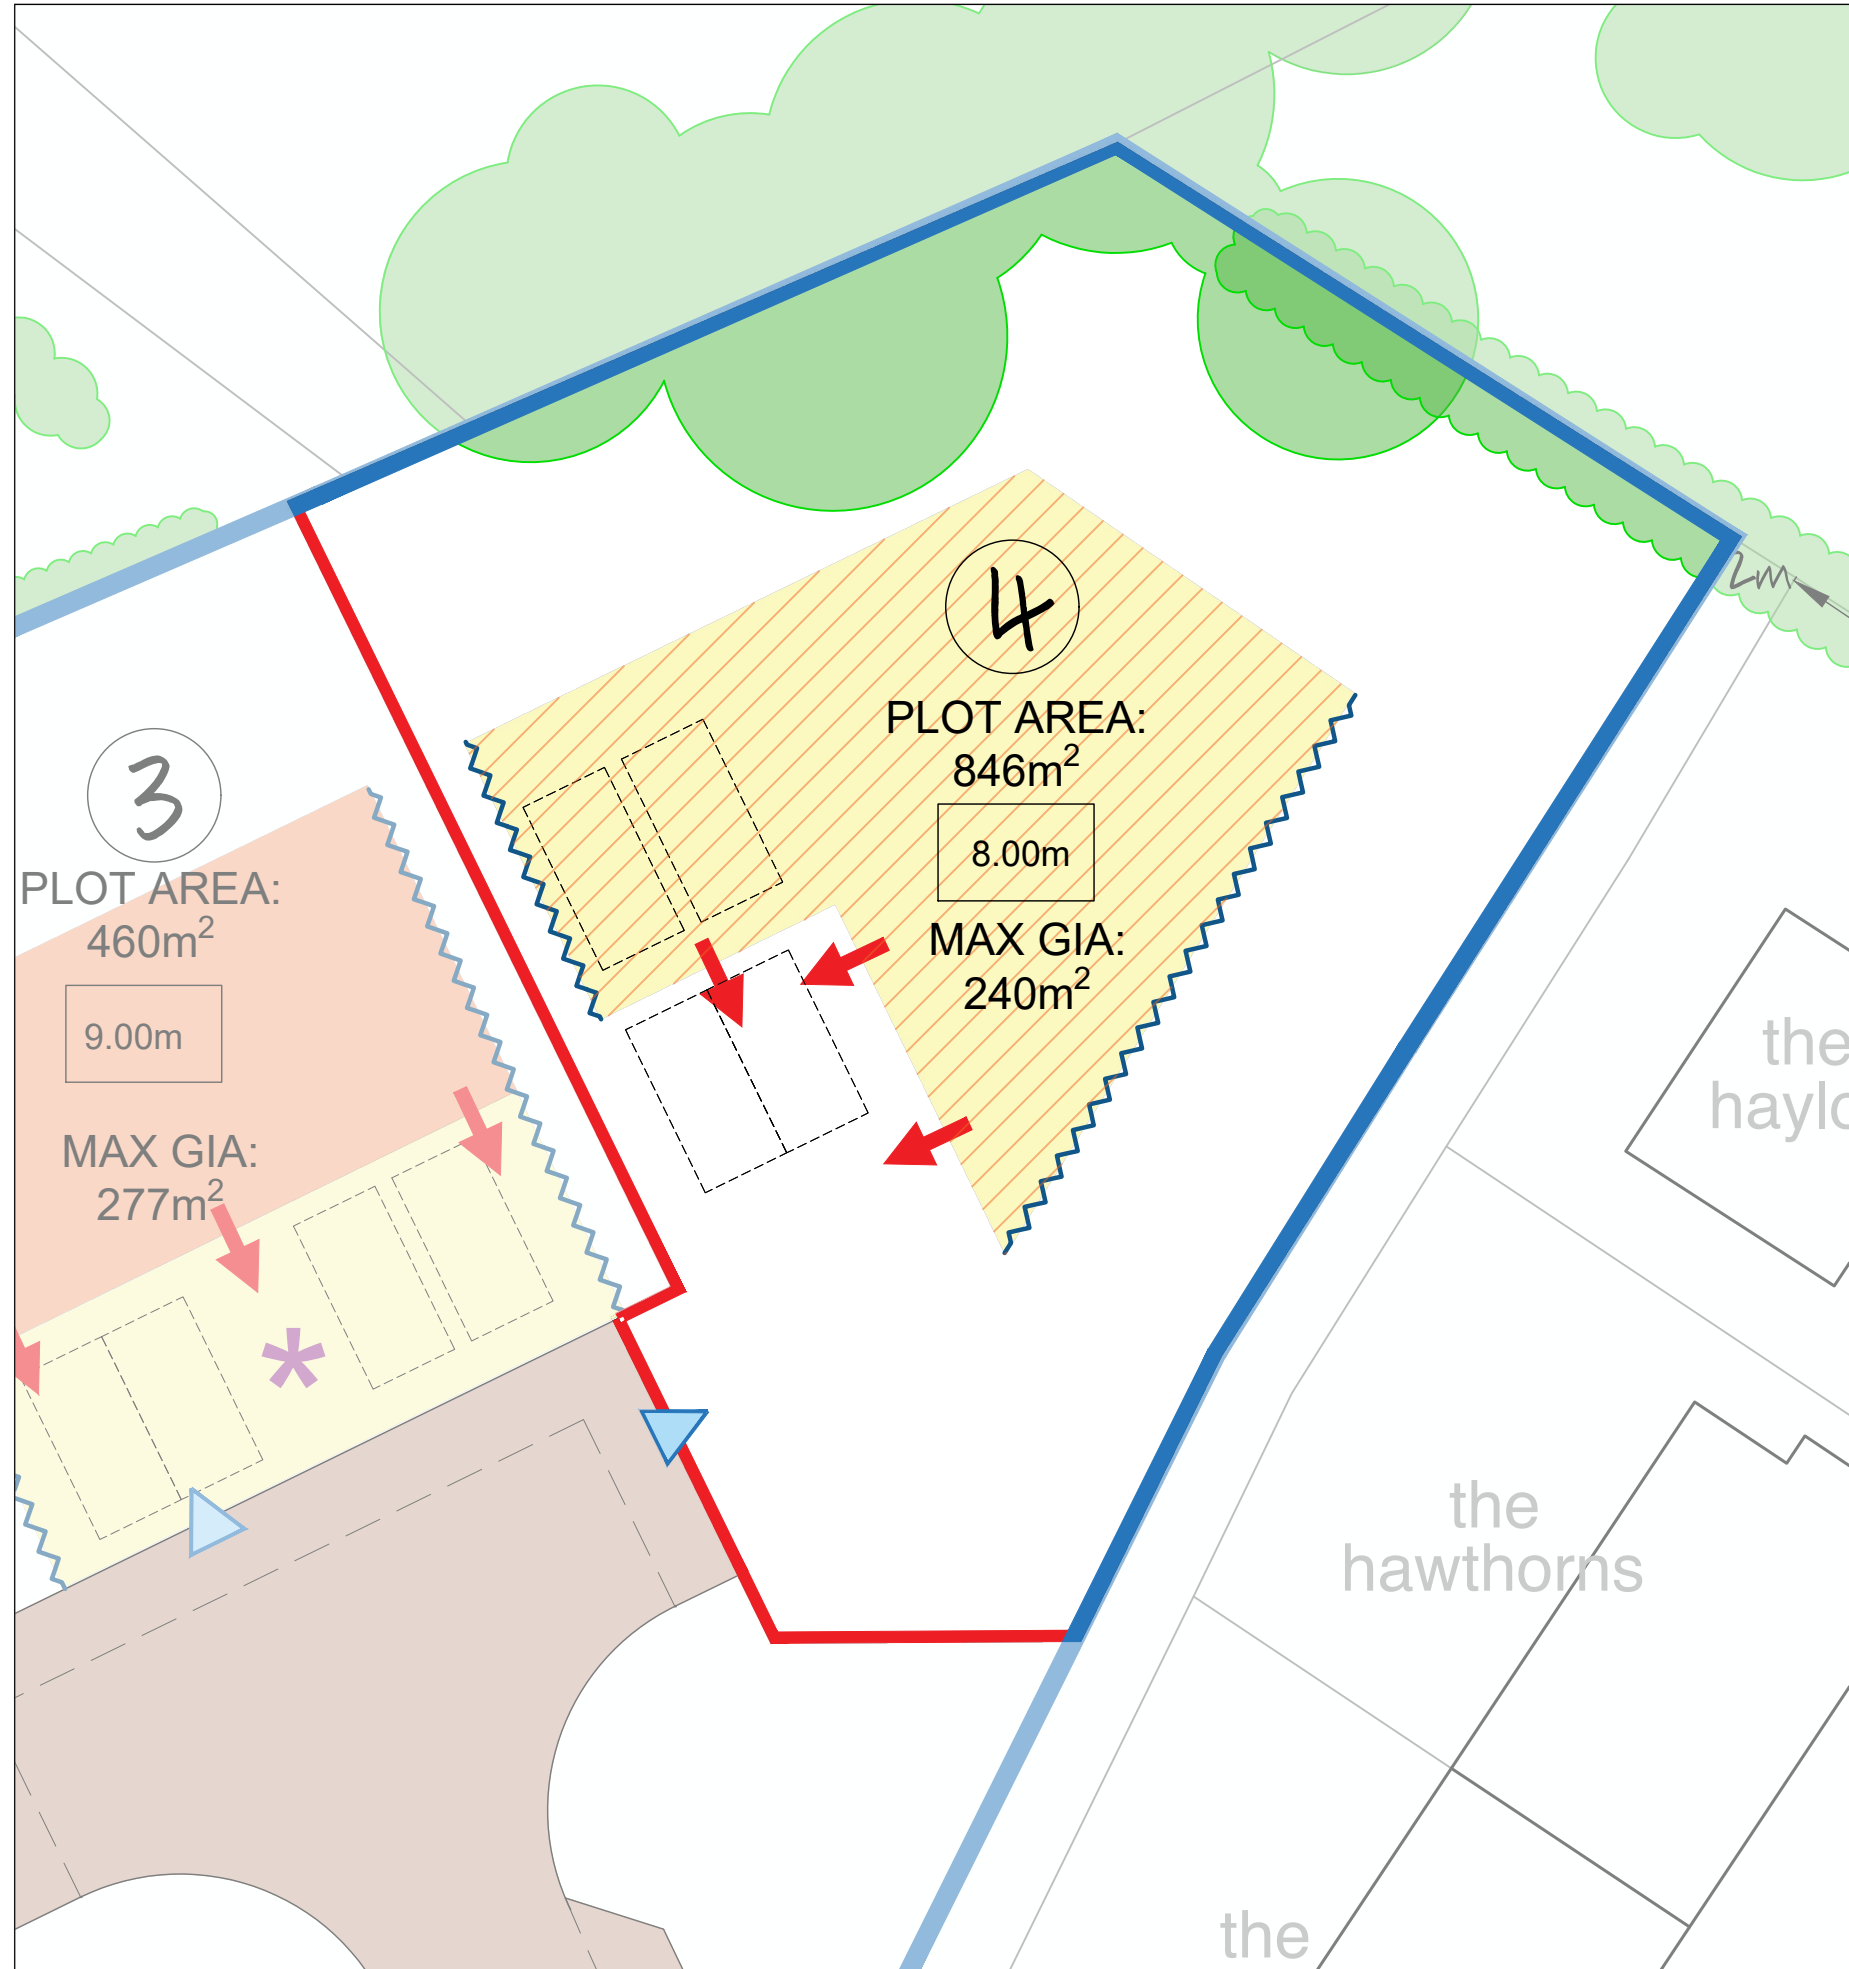 2m
4
PLOT AREA:
846m²
8.00m
MAX GIA:
240m²
3
PLOT AREA:
460m²
9.00m
MAX GIA:
277m²
*
the
haylo
the
hawthorns
the